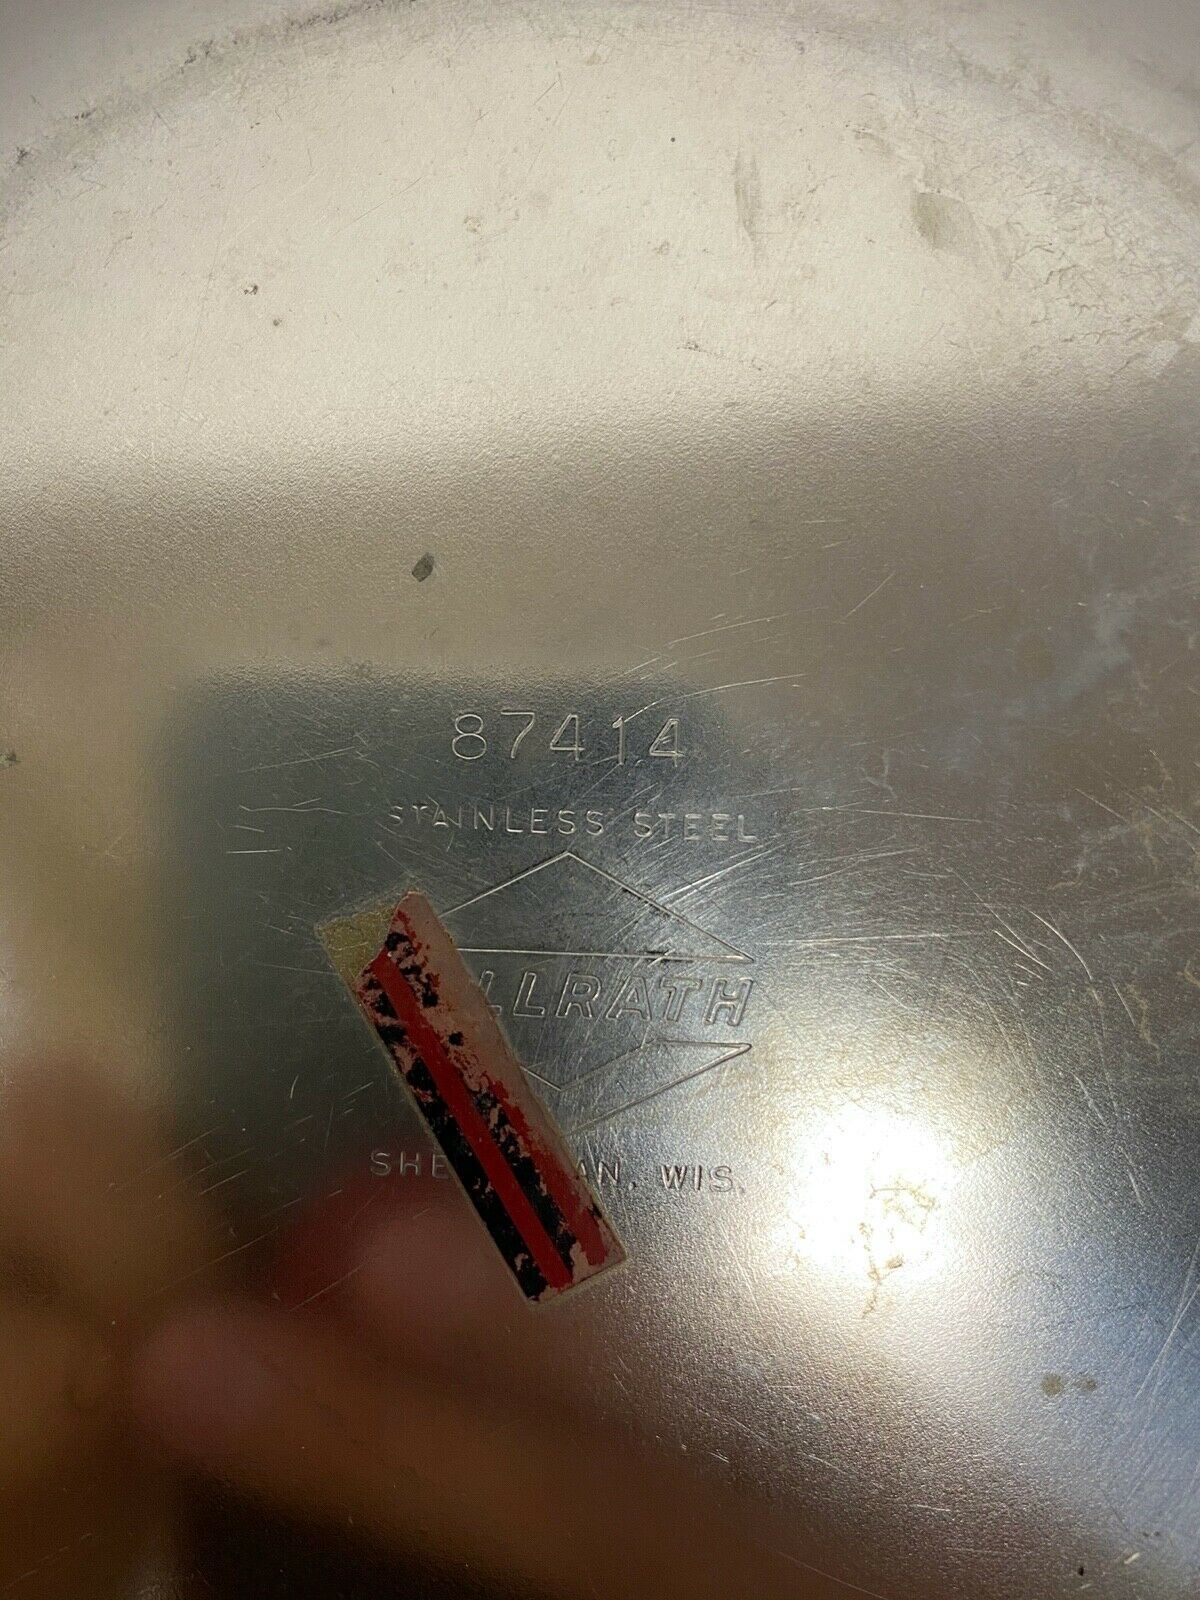 87414
STAINLESS STEEL
LLRATH
SHE AN, WIS.